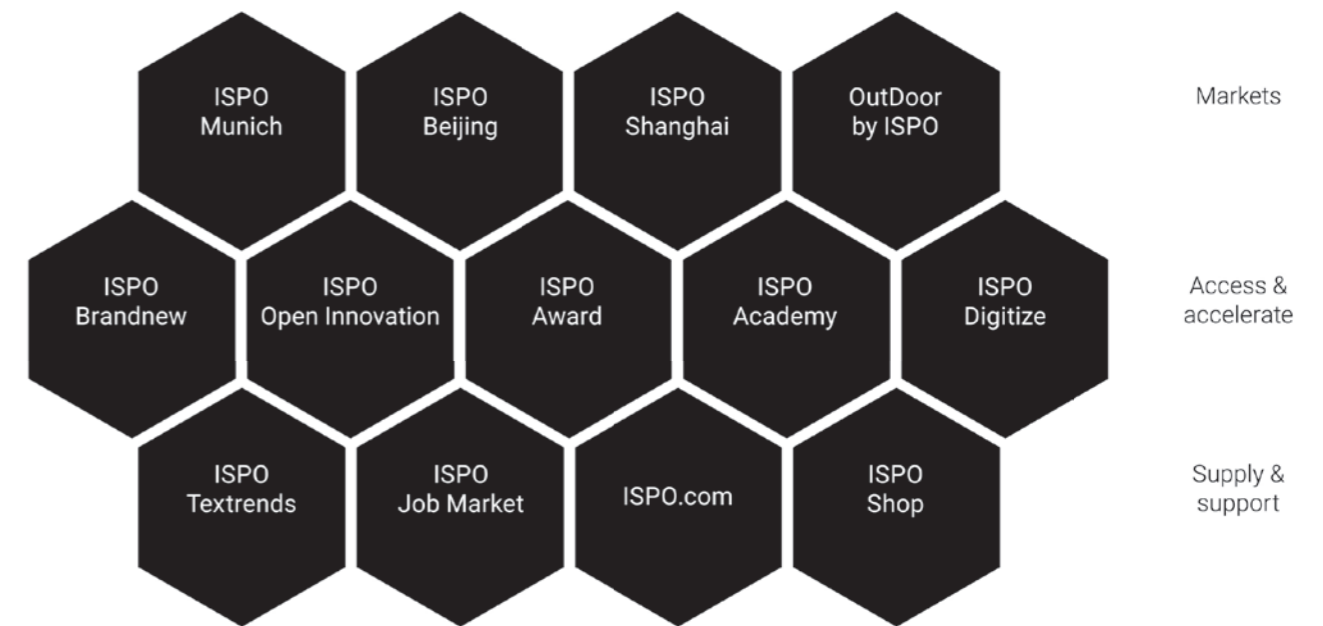 ISPO
Munich
ISPO
Beijing
ISPO
Shanghai
OutDoor
by ISPO
Markets
ISPO
Brandnew
ISPO
Open Innovation
ISPO
Award
ISPO
Academy
ISPO
Digitize
Access &
accelerate
ISPO
Textrends
ISPO
Job Market
ISPO.com
ISPO
Shop
Supply &
support